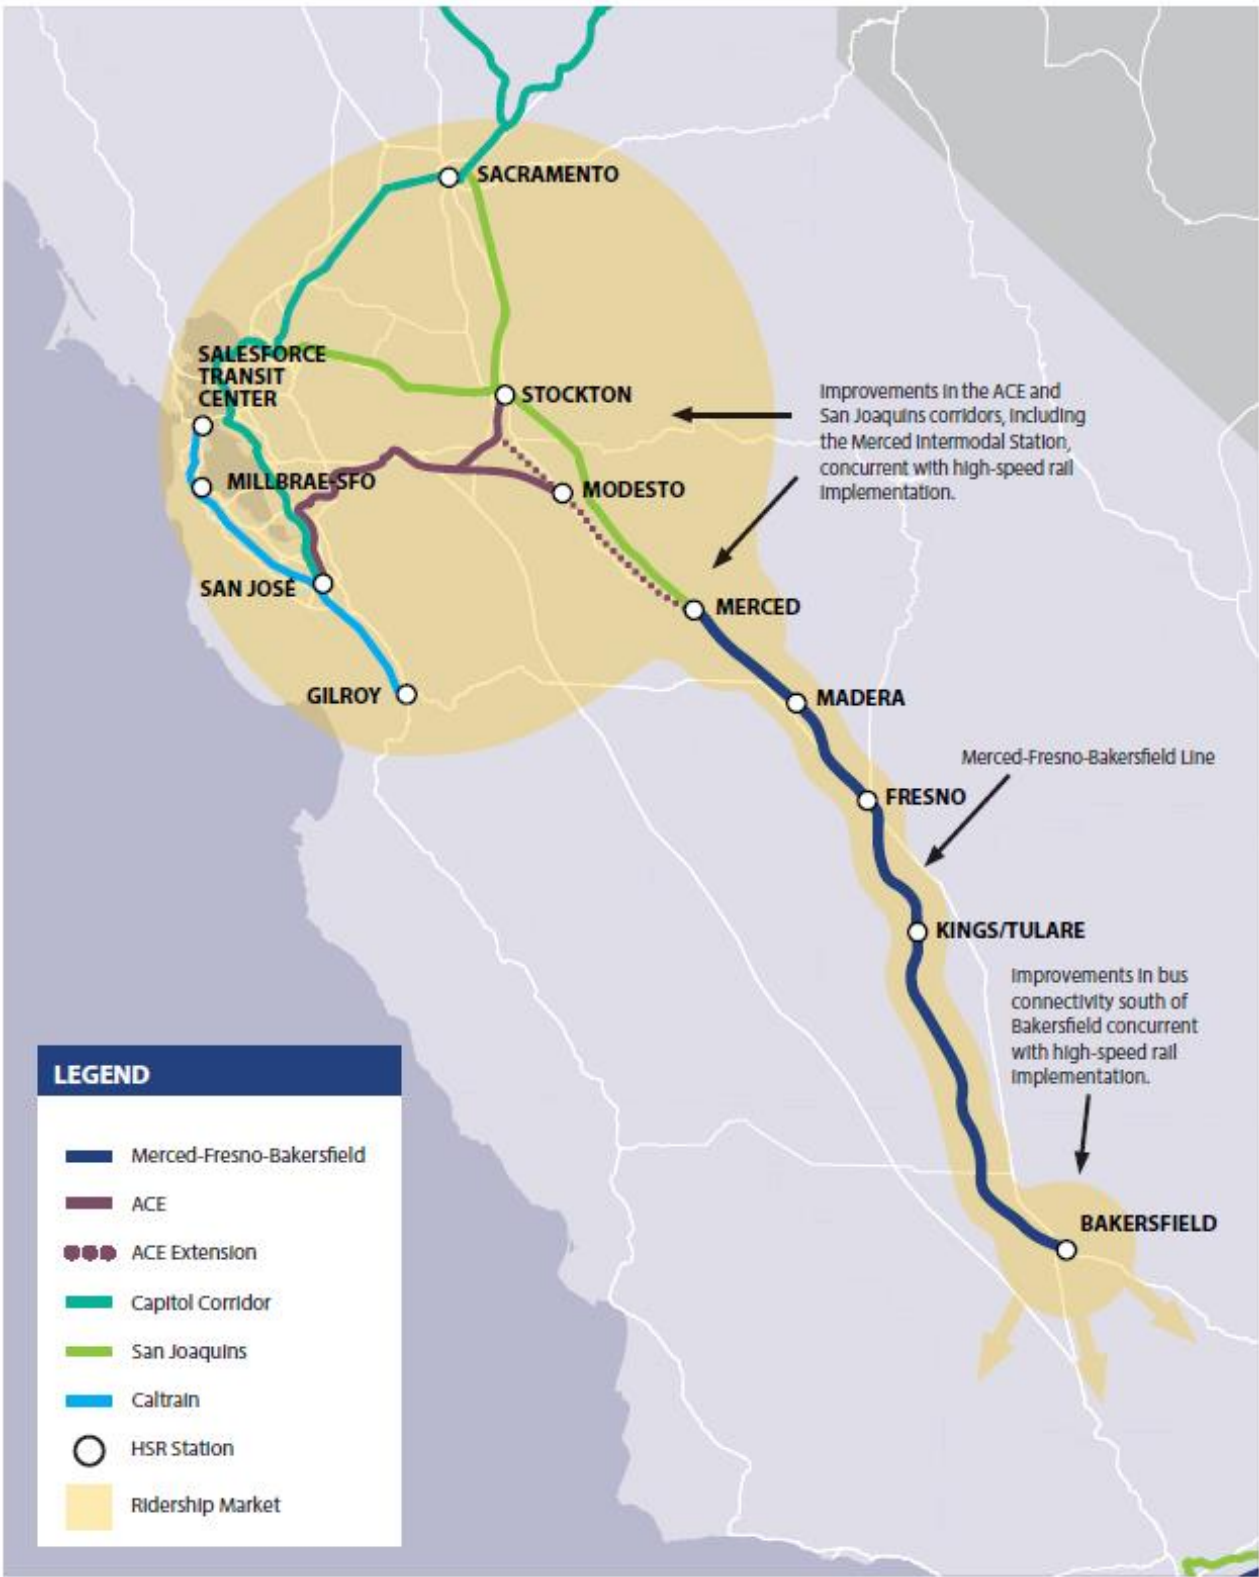 SACRAMENTO
SALESFORCE
TRANSIT
CENTER
STOCKTON
Improvements in the ACE and
San Joaquins corridors, including
the Merced Intermodal Station,
concurrent with high-speed rail
implementation.
MILLBRAE-SFO
MODESTO
SAN JOSÉ
MERCED
GILROY
MADERA
Merced-Fresno-Bakersfield Line
FRESNO
KINGS/TULARE
Improvements in bus
connectivity south of
Bakersfield concurrent
with high-speed rail
implementation.
BAKERSFIELD
LEGEND
Merced-Fresno-Bakersfield
ACE
ACE Extension
Capitol Corridor
San Joaquins
Caltrain
HSR Station
Ridership Market